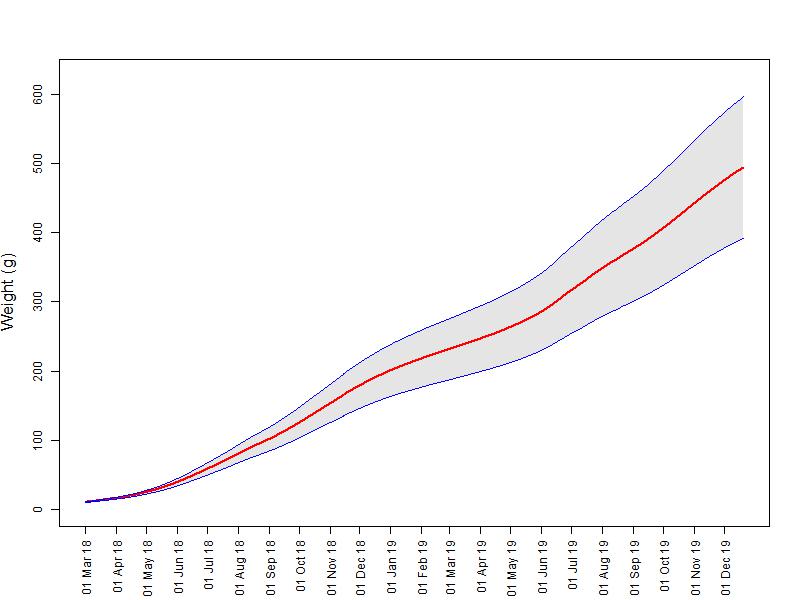 Weight (g)
600
500
400
300
200
100
0
01 Mar 18
01 Apr 18
01 May 18
01 Jun 18
01 Jul 18
01 Aug 18
01 Sep 18
01 Oct 18
01 Nov 18
01 Dec 18
01 Jan 19
01 Feb 19
01 Mar 19
01 Apr 19
01 May 19
01 Jun 19
01 Jul 19
01 Aug 19
01 Sep 19
01 Oct 19
01 Nov 19
01 Dec 19